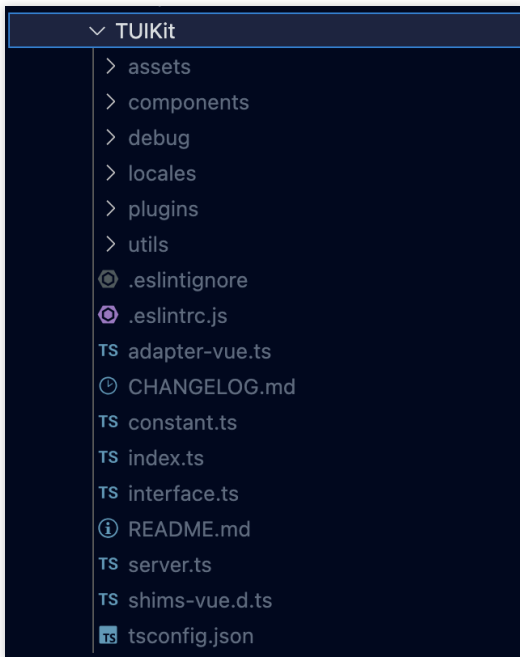 TUIKit
assets
components
debug
locales
plugins
utils
.eslintignore
.eslintrc.js
TS adapter-vue.ts
CHANGELOG.md
TS constant.ts
TS index.ts
TS interface.ts
README.md
TS server.ts
TS shims-vue.d.ts
TS tsconfig.json